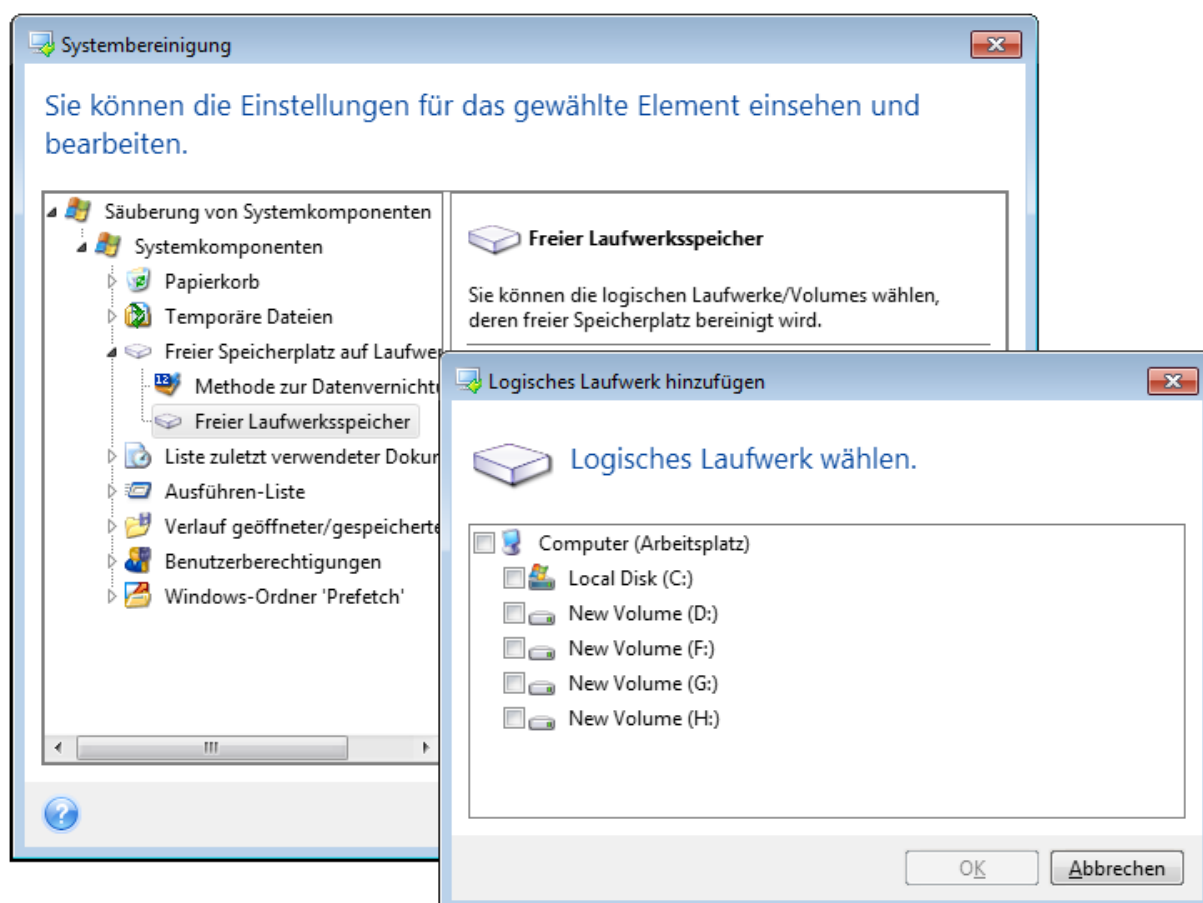 Systembereinigung
Sie können die Einstellungen für das gewählte Element einsehen und
bearbeiten.
Säuberung von Systemkomponenten
Systemkomponenten
Papierkorb
Temporäre Dateien
Freier Speicherplatz auf Laufwer
Methode zur Datenvernichtu
Freier Laufwerksspeicher
Liste zuletzt verwendeter Dokur
Ausführen-Liste
Verlauf geöffneter/gespeicherte
Benutzerberechtigungen
Windows-Ordner 'Prefetch'
Freier Laufwerksspeicher
Sie können die logischen Laufwerke/Volumes wählen,
deren freier Speicherplatz bereinigt wird.
Logisches Laufwerk hinzufügen
Logisches Laufwerk wählen.
Computer (Arbeitsplatz)
Local Disk (C:)
New Volume (D:)
New Volume (F:)
New Volume (G:)
New Volume (H:)
OK
Abbrechen